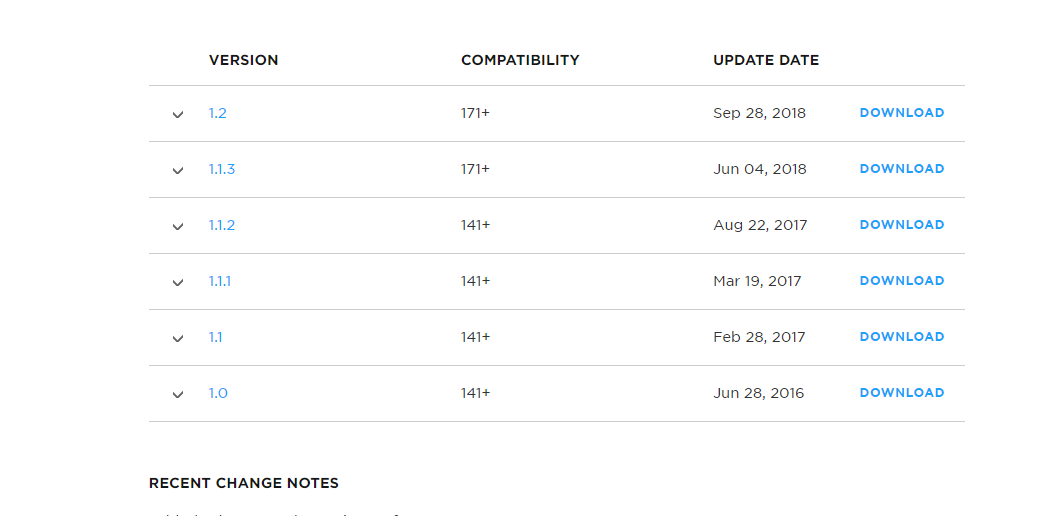 VERSION COMPATIBILITY UPDATE DATE
1.2 171+ Sep 28, 2018 DOWNLOAD
1.1.3 171+ Jun 04, 2018 DOWNLOAD
1.1.2 141+ Aug 22, 2017 DOWNLOAD
1.1.1 141+ Mar 19, 2017 DOWNLOAD
1.1 141+ Feb 28, 2017 DOWNLOAD
1.0 141+ Jun 28, 2016 DOWNLOAD
RECENT CHANGE NOTES